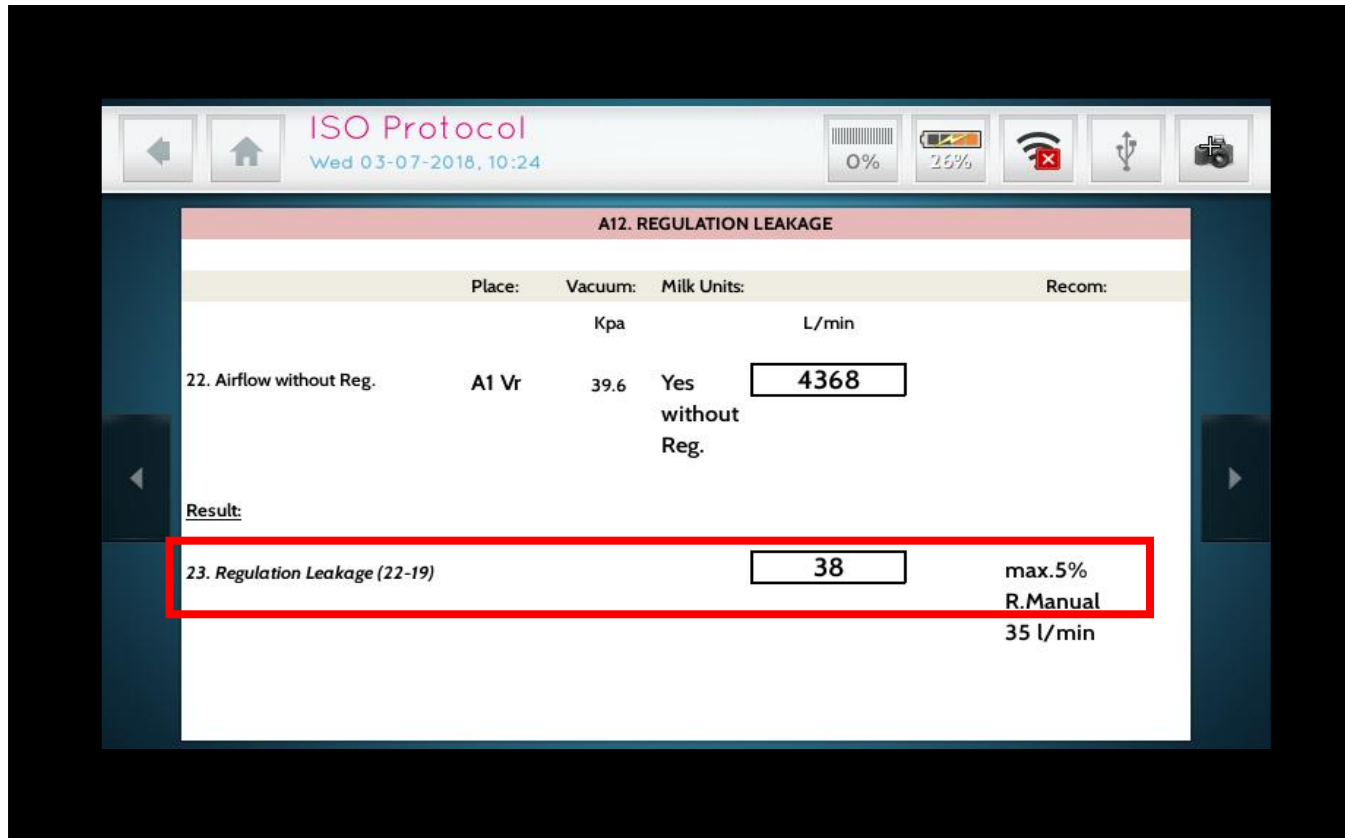 ISO Protocol
Wed 03-07-2018, 10:24
0%
26%
A12. REGULATION LEAKAGE
Place: Vacuum: Milk Units: Recom:
Kpa L/min
22. Airflow without Reg. A1 Vr 39.6 Yes 4368
without
Reg.
Result:
23. Regulation Leakage (22-19) 38 max.5%
R.Manual
35 l/min